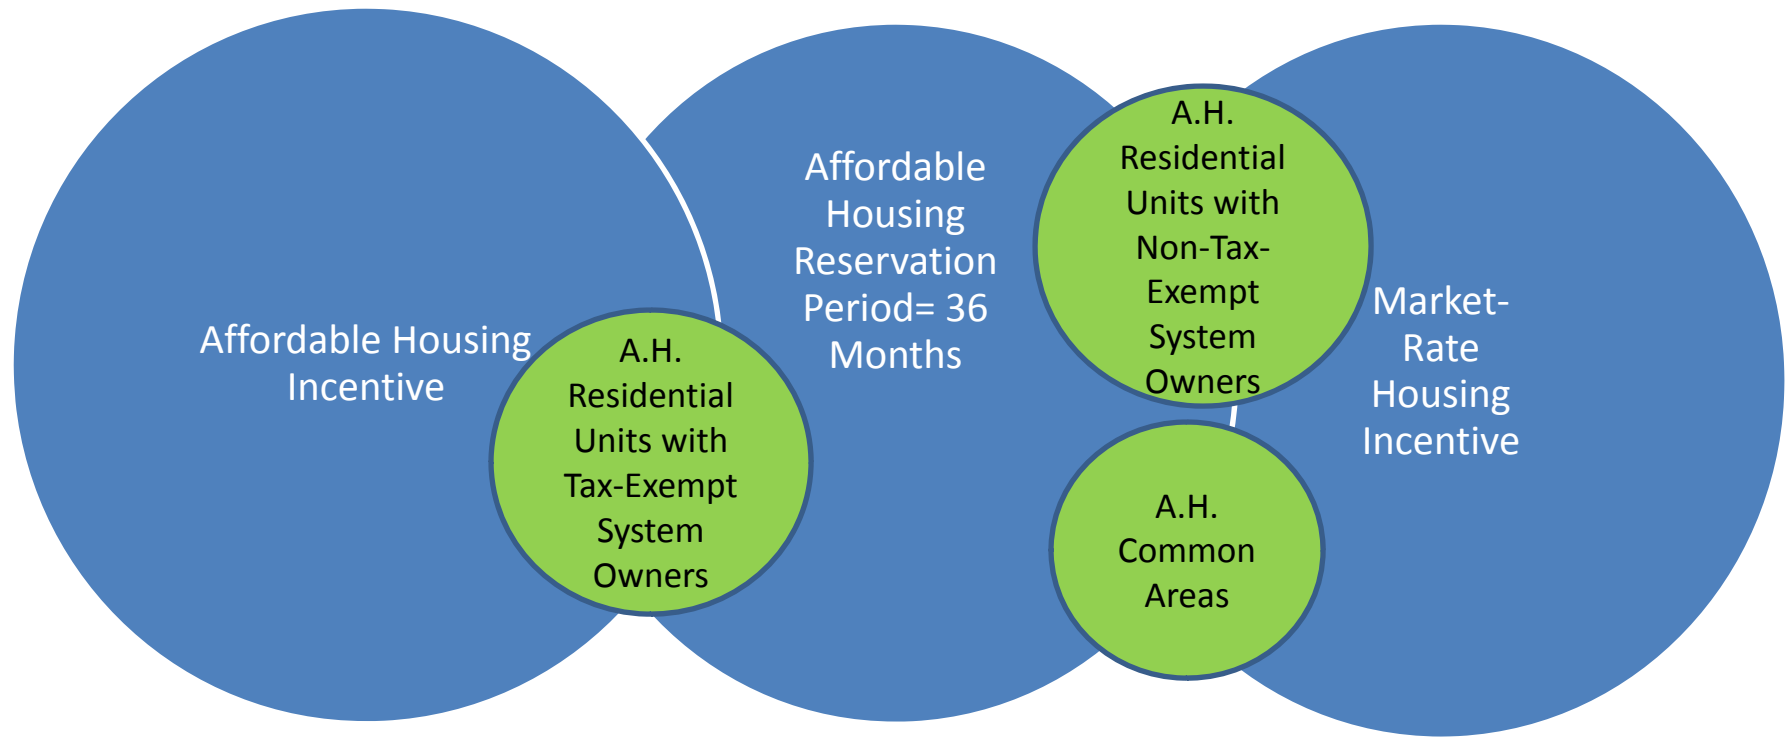 Affordable Housing
Incentive
A.H.
Residential
Units with
Tax-Exempt
System
Owners
Affordable
Housing
Reservation
Period= 36
Months
A.H.
Residential
Units with
Non-Tax-
Exempt
System
Owners
A.H.
Common
Areas
Market-
Rate
Housing
Incentive